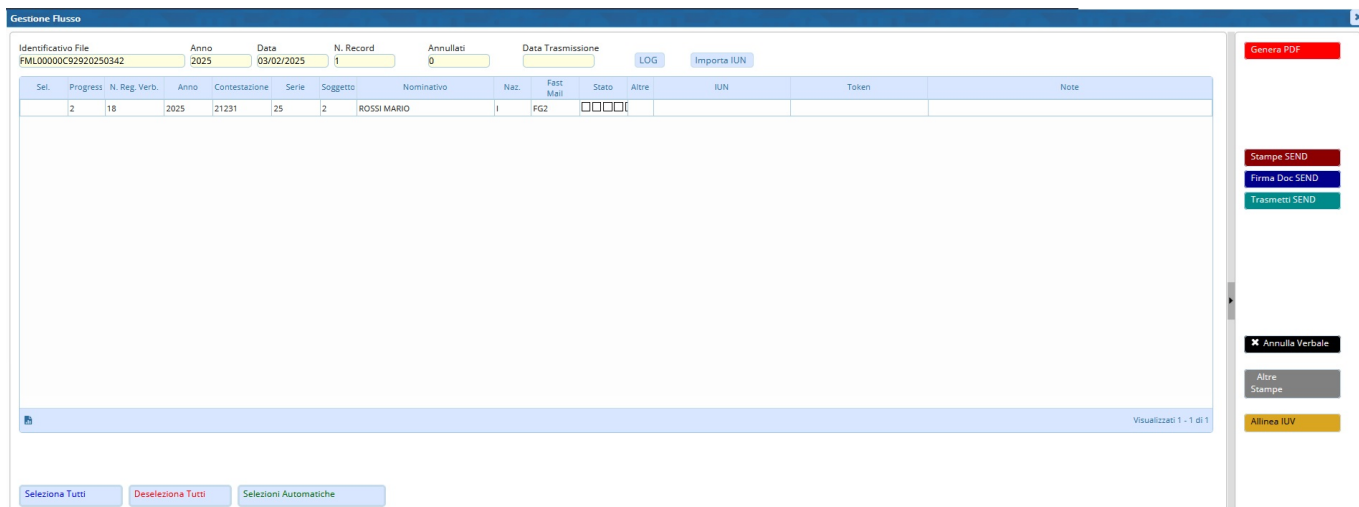 Gestione Flusso
Identificativo File Anno Data N. Record Annullati Data Trasmissione
FML00000C92920250342 2025 03/02/2025 1 0 LOG Importa IUN
Sel. Progress N. Reg. Verb. Anno Contestazione Serie Soggetto Nominativo Naz. Fast Mail Stato Altre IUN Token Note
2 18 2025 21231 25 2 ROSSI MARIO I FG2
Visualizzati 1 - 1 di 1
Seleziona Tutti Deseleziona Tutti Selezioni Automatiche
Genera PDF
Stampe SEND
Firma Doc SEND
Trasmetti SEND
Annulla Verbale
Altre
Stampe
Allinea IUV